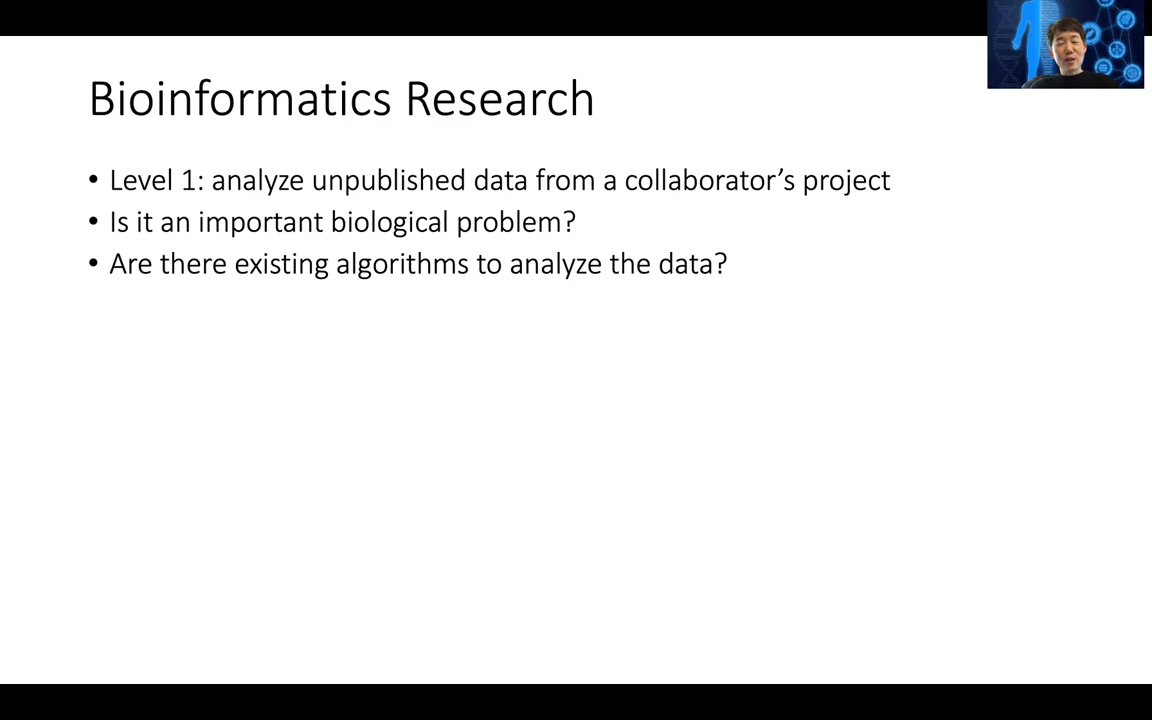 Bioinformatics Research
• Level 1: analyze unpublished data from a collaborator’s project
• Is it an important biological problem?
• Are there existing algorithms to analyze the data?